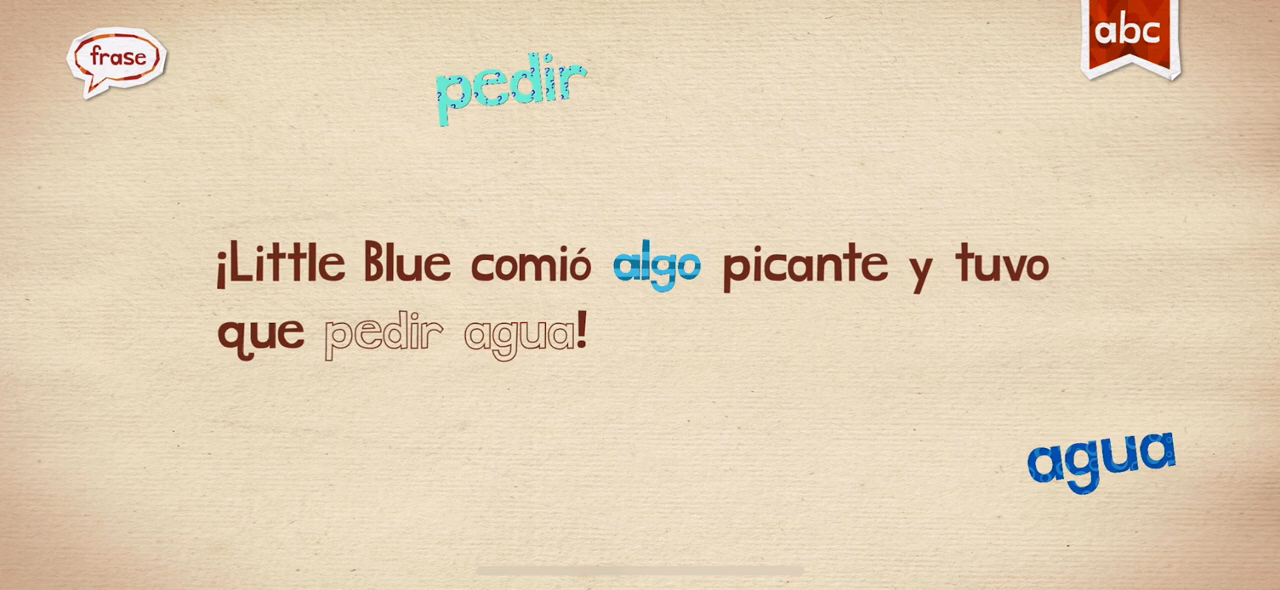 frase
abc
pedir
¡Little Blue comió algo picante y tuvo
que pedir agua!
agua